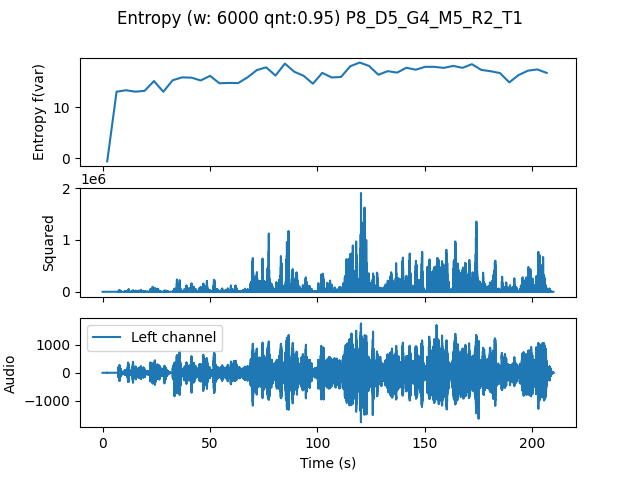 Entropy (w: 6000 qnt:0.95) P8_D5_G4_M5_R2_T1
Entropy f(var)
10
0
1e6
Squared
2
1
0
Left channel
Audio
1000
0
−1000
0
50
100
150
200
Time (s)